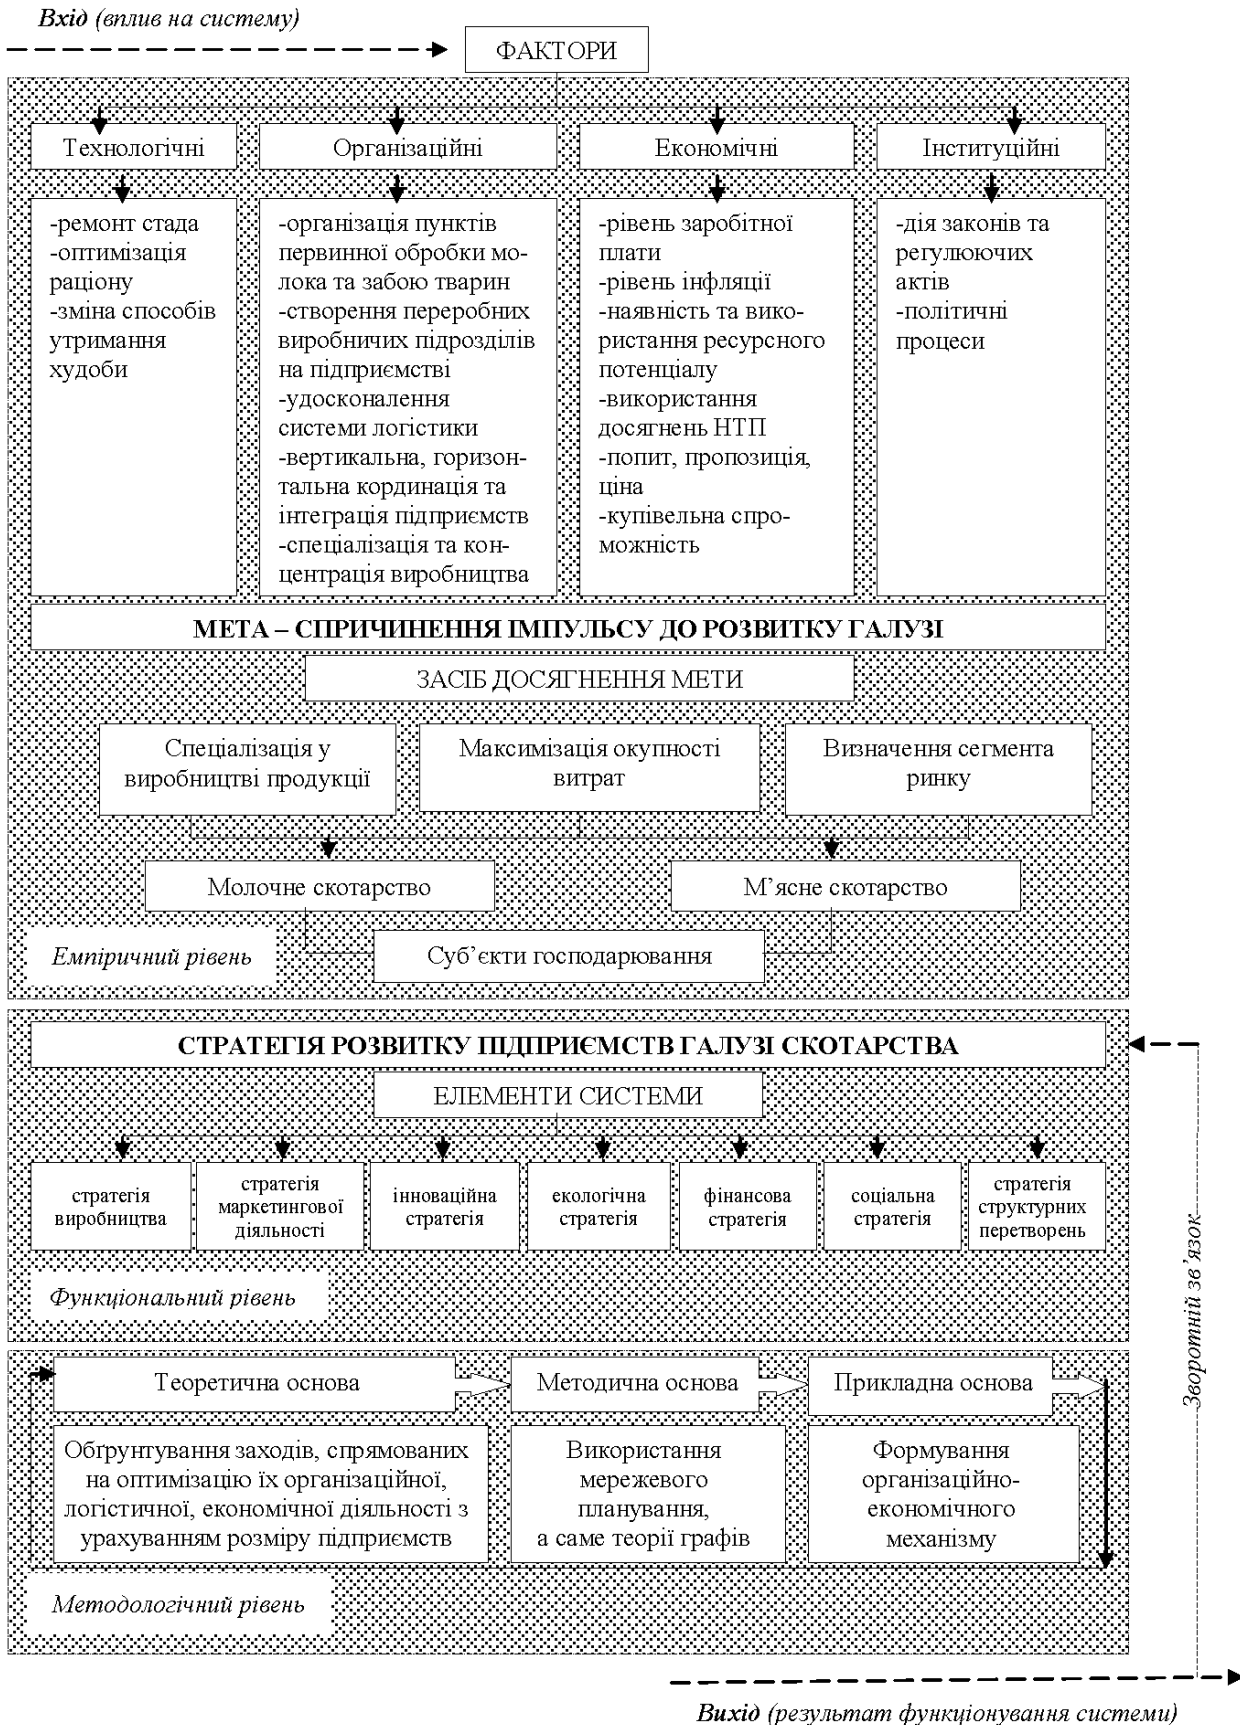 Вхід (вплив на систему)
ФАКТОРИ
Технологічні
Організаційні
Економічні
Інституційні
-ремонт стада
-оптимізація
раціону
-зміна способів
утримання
худоби
-організація пунктів
первинної обробки мо-
лока та забою тварин
-створення переробних
виробничих підрозділів
на підприємстві
-удосконалення
системи логістики
-вертикальна, горизон-
тальна кординація та
інтеграція підприємств
-спеціалізація та кон-
центрація виробництва
-рівень заробітної
плати
-рівень інфляції
-наявність та вико-
ристання ресурсного
потенціалу
-використання
досягнень НТП
-попит, пропозиція,
ціна
-купівельна спро-
можність
-дія законів та
регулюючих
актів
-політичні
процеси
МЕТА – СПРИЧИНЕННЯ ІМПУЛЬСУ ДО РОЗВИТКУ ГАЛУЗІ
ЗАСІБ ДОСЯГНЕННЯ МЕТИ
Спеціалізація у
виробництві продукції
Максимізація окупності
витрат
Визначення сегмента
ринку
Молочне скотарство
М’ясне скотарство
Емпіричний рівень
Суб’єкти господарювання
СТРАТЕГІЯ РОЗВИТКУ ПІДПРИЄМСТВ ГАЛУЗІ СКОТАРСТВА
ЕЛЕМЕНТИ СИСТЕМИ
стратегія
виробництва
стратегія
маркетингової
діяльності
інноваційна
стратегія
екологічна
стратегія
фінансова
стратегія
соціальна
стратегія
стратегія
структурних
перетворень
Функціональний рівень
Зворотній зв’язок
Теоретична основа
Методична основа
Прикладна основа
Обґрунтування заходів, спрямованих
на оптимізацію їх організаційної,
логістичної, економічної діяльності з
урахуванням розміру підприємств
Використання
мережевого
планування,
а саме теорії графів
Формування
організаційно-
економічного
механізму
Методологічний рівень
Вихід (результат функціонування системи)